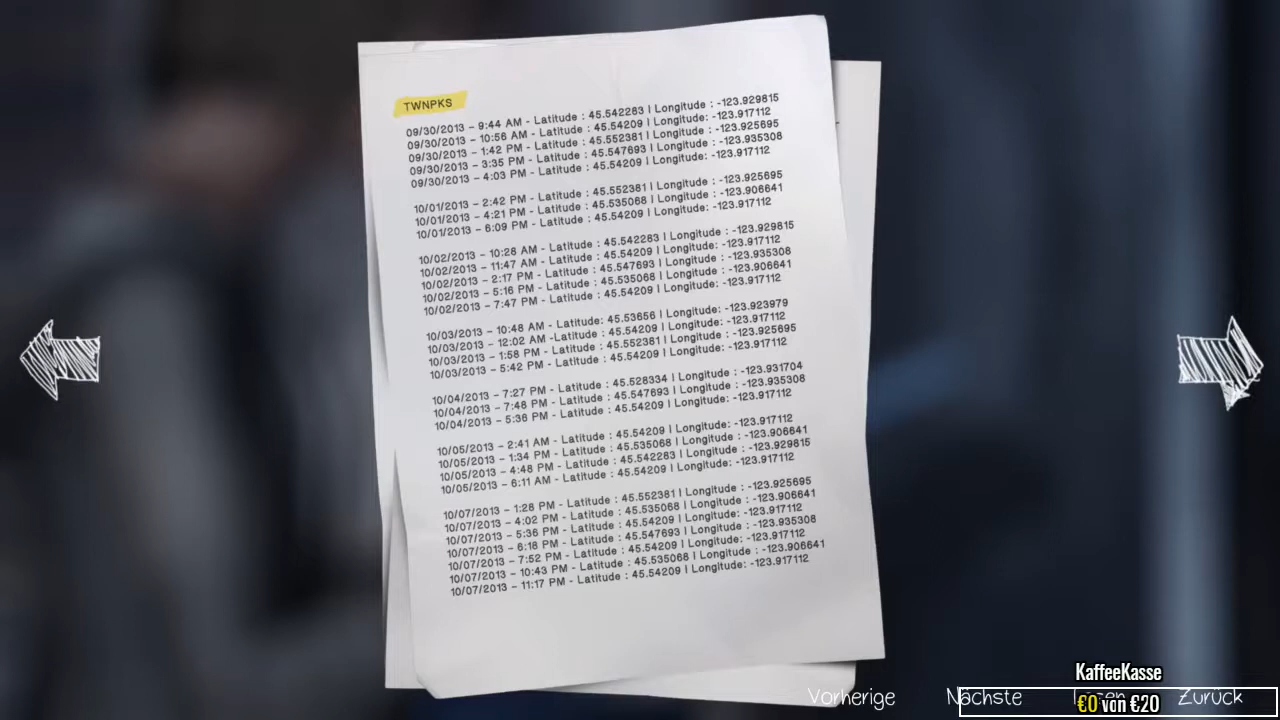 TWNPKS
09/30/2013 – 9:44 AM - Latitude : 45.542283 | Longitude : -123.929815
09/30/2013 – 10:56 AM - Latitude : 45.54209 | Longitude: -123.917112
09/30/2013 – 1:42 PM - Latitude : 45.552381 | Longitude : -123.925695
09/30/2013 – 3:35 PM - Latitude : 45.547693 | Longitude : -123.935308
09/30/2013 – 4:03 PM - Latitude : 45.54209 | Longitude: -123.917112
10/01/2013 – 2:42 PM - Latitude : 45.552381 | Longitude : -123.925695
10/01/2013 – 4:21 PM - Latitude : 45.535068 | Longitude : -123.906641
10/01/2013 – 6:09 PM - Latitude : 45.54209 | Longitude: -123.917112
10/02/2013 – 10:28 AM - Latitude : 45.542283 | Longitude : -123.929815
10/02/2013 – 11:47 AM - Latitude : 45.54209 | Longitude: -123.917112
10/02/2013 – 2:17 PM - Latitude : 45.547693 | Longitude : -123.935308
10/02/2013 – 5:16 PM - Latitude : 45.535068 | Longitude : -123.906641
10/02/2013 – 7:47 PM - Latitude : 45.54209 | Longitude: -123.917112
10/03/2013 – 10:48 AM - Latitude: 45.53656 | Longitude: -123.923979
10/03/2013 – 12:02 AM -Latitude : 45.54209 | Longitude: -123.917112
10/03/2013 – 1:58 PM - Latitude : 45.552381 | Longitude : -123.925695
10/03/2013 – 5:42 PM - Latitude : 45.54209 | Longitude: -123.917112
10/04/2013 – 7:27 PM - Latitude : 45.528334 | Longitude : -123.931704
10/04/2013 – 7:48 PM - Latitude : 45.547693 | Longitude : -123.935308
10/04/2013 – 5:36 PM - Latitude : 45.54209 | Longitude: -123.917112
10/05/2013 – 2:41 AM - Latitude : 45.54209 | Longitude: -123.917112
10/05/2013 – 1:34 PM - Latitude : 45.535068 | Longitude : -123.906641
10/05/2013 – 4:48 PM - Latitude : 45.542283 | Longitude : -123.929815
10/05/2013 – 6:11 AM - Latitude : 45.54209 | Longitude: -123.917112
10/07/2013 – 1:28 PM - Latitude : 45.552381 | Longitude : -123.925695
10/07/2013 – 4:02 PM - Latitude : 45.535068 | Longitude : -123.906641
10/07/2013 – 5:36 PM - Latitude : 45.54209 | Longitude: -123.917112
10/07/2013 – 6:18 PM - Latitude : 45.547693 | Longitude : -123.935308
10/07/2013 – 7:52 PM - Latitude : 45.54209 | Longitude: -123.917112
10/07/2013 – 10:43 PM - Latitude : 45.535068 | Longitude : -123.906641
10/07/2013 – 11:17 PM - Latitude : 45.54209 | Longitude: -123.917112
KaffeeKasse
Vorherige Nächste Lesen Zurück
€0 von €20